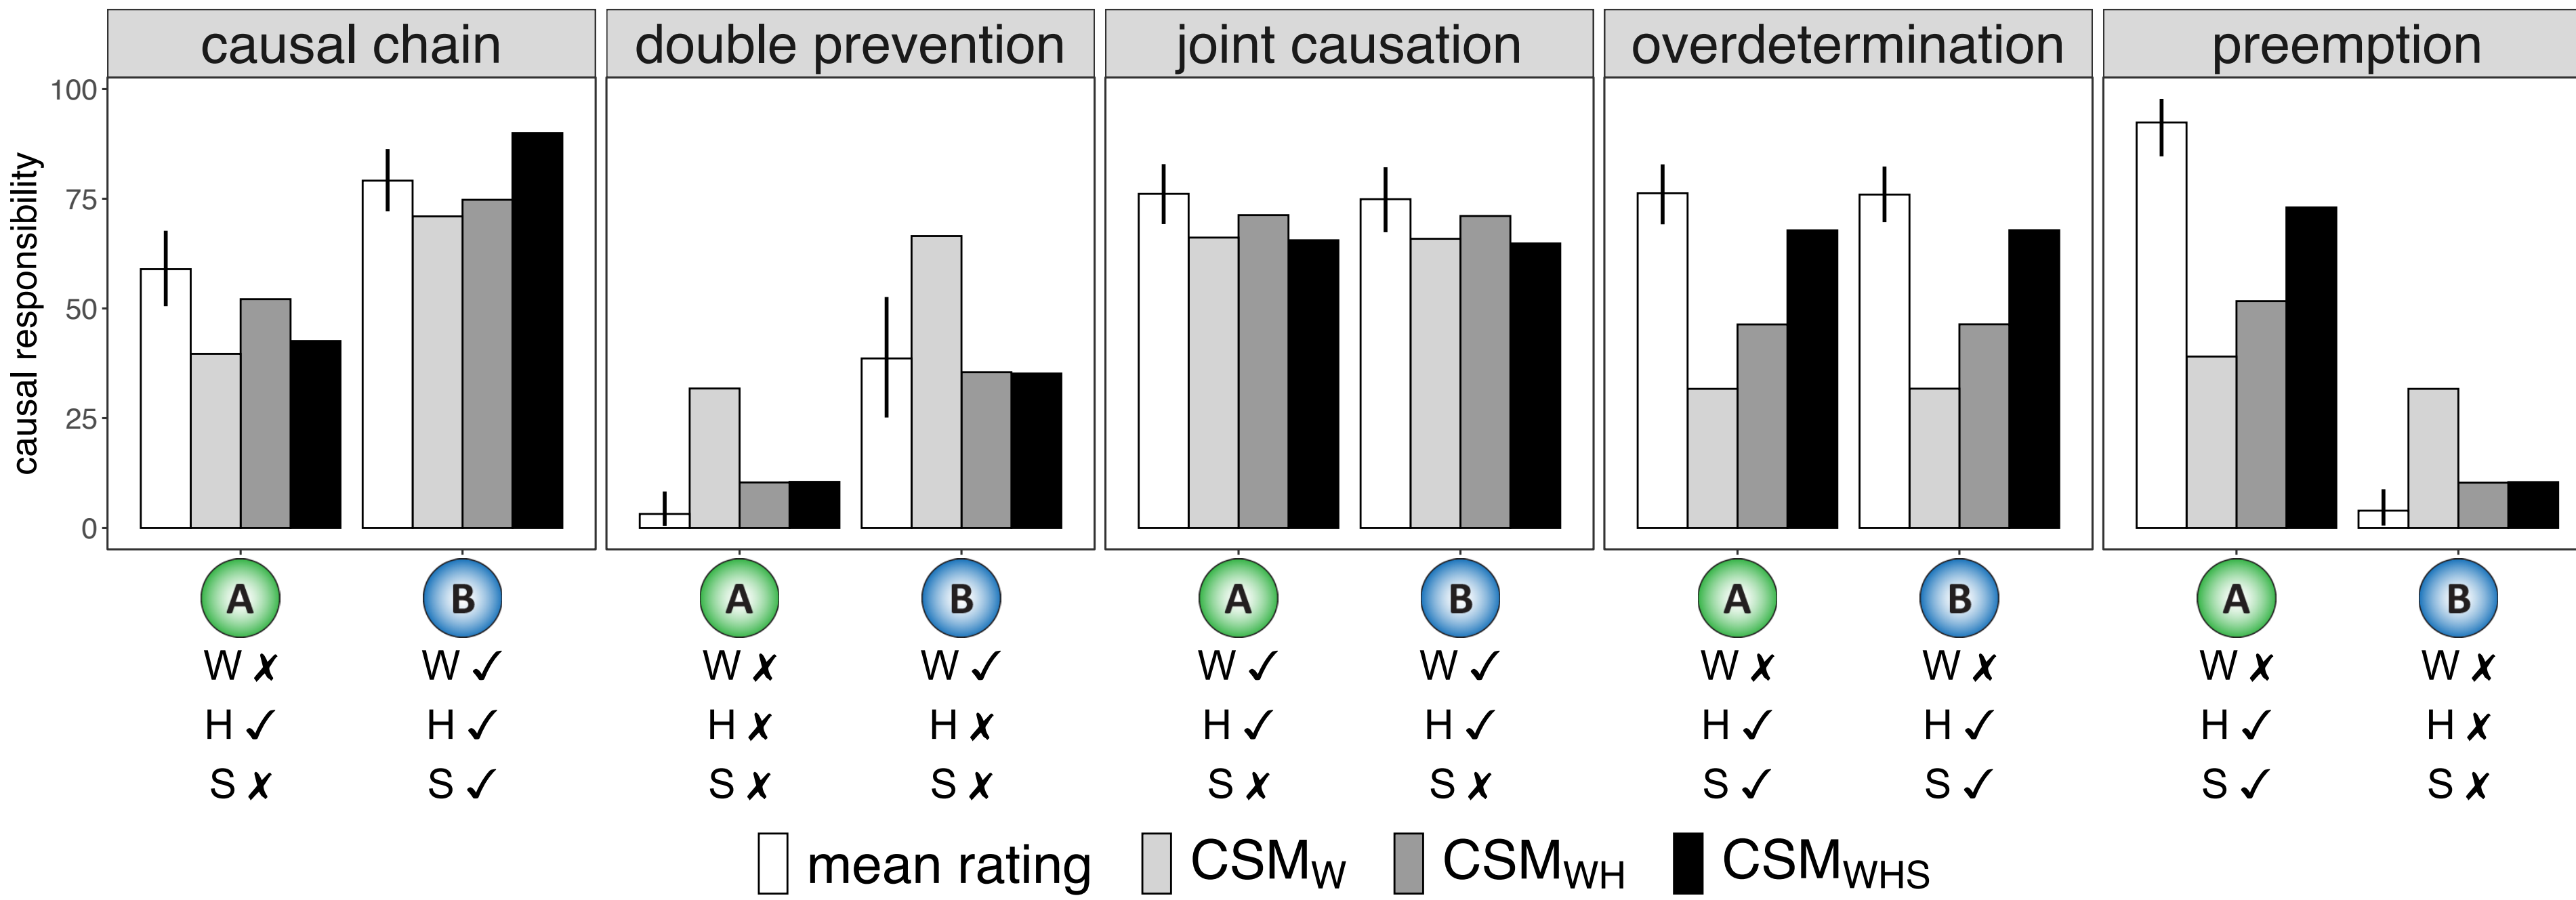 causal chain double prevention joint causation overdetermination preemption
causal responsibility
100
75
50
25
0
A B A B A B A B A B
W ✗ W ✓ W ✗ W ✓ W ✓ W ✓ W ✗ W ✗ W ✗ W ✗
H ✓ H ✓ H ✗ H ✗ H ✓ H ✓ H ✓ H ✓ H ✓ H ✗
S ✗ S ✓ S ✗ S ✗ S ✗ S ✗ S ✓ S ✓ S ✓ S ✗
mean rating CSMW CSMWH CSMWHS